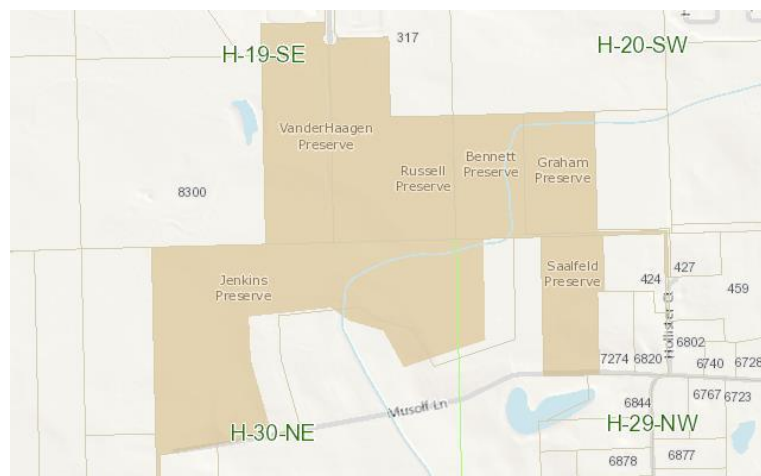 317
H-19-SE
H-20-SW
VanderHaagen
Preserve
Bennett
Preserve
Graham
Preserve
Russell
Preserve
8300
Jenkins
Preserve
Saalfeld
Preserve
424
427
459
Hollister Ct
6802
7274
6820
6740
6728
Musoff Ln
6844
6767
6723
H-30-NE
H-29-NW
6878
6877